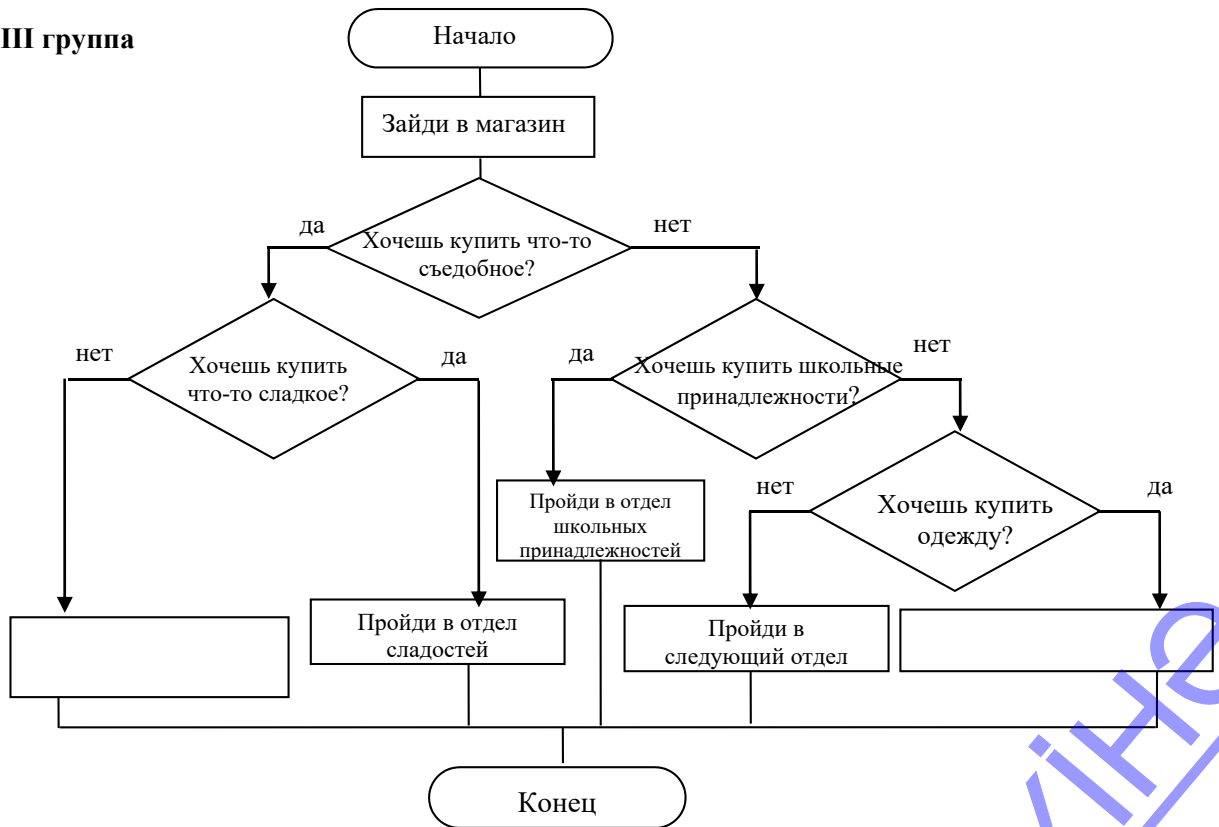 III группа
Начало
Зайди в магазин
да
нет
Хочешь купить что-то
съедобное?
нет
Хочешь купить
что-то сладкое?
да
да
Хочешь купить школьные
принадлежности?
нет
Пройди в отдел
школьных
принадлежностей
нет
Хочешь купить
одежду?
да
Пройди в отдел
сладостей
Пройди в
следующий отдел
Конец